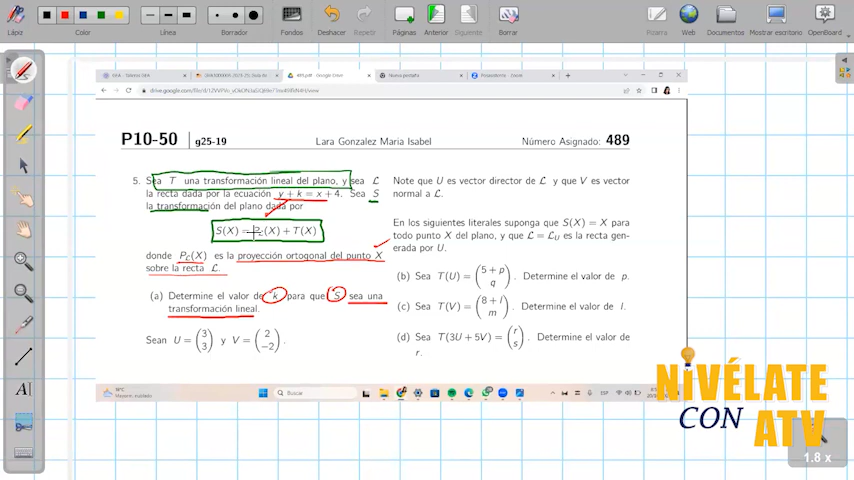 Lápiz
Color
Línea
Borrador
Fondos
Deshacer
Repetir
Páginas
Anterior
Siguiente
Borrar
Pizarra
Web
Documentos
Mostrar escritorio
OpenBoard
P10-50
g25-19
Lara Gonzalez Maria Isabel
Número Asignado: 489
5. Sea T una transformación lineal del plano, y sea L
la recta dada por la ecuación y + k = x + 4. Sea S
la transformación del plano dada por
S(X) = P_L(X) + T(X)
donde P_L(X) es la proyección ortogonal del punto X
sobre la recta L.
(a) Determine el valor de k para que S sea una
transformación lineal.
Sean U = (3 3) y V = (2 −2).
Note que U es vector director de L y que V es vector
normal a L.
En los siguientes literales suponga que S(X) = X para
todo punto X del plano, y que L = L_U es la recta gen-
erada por U.
(b) Sea T(U) = (5 + p q). Determine el valor de p.
(c) Sea T(V) = (8 + l m). Determine el valor de l.
(d) Sea T(3U + 5V) = (r s). Determine el valor de
r.
Buscar
ESP
NIVÉLATE
CON
ATV
1.8 x